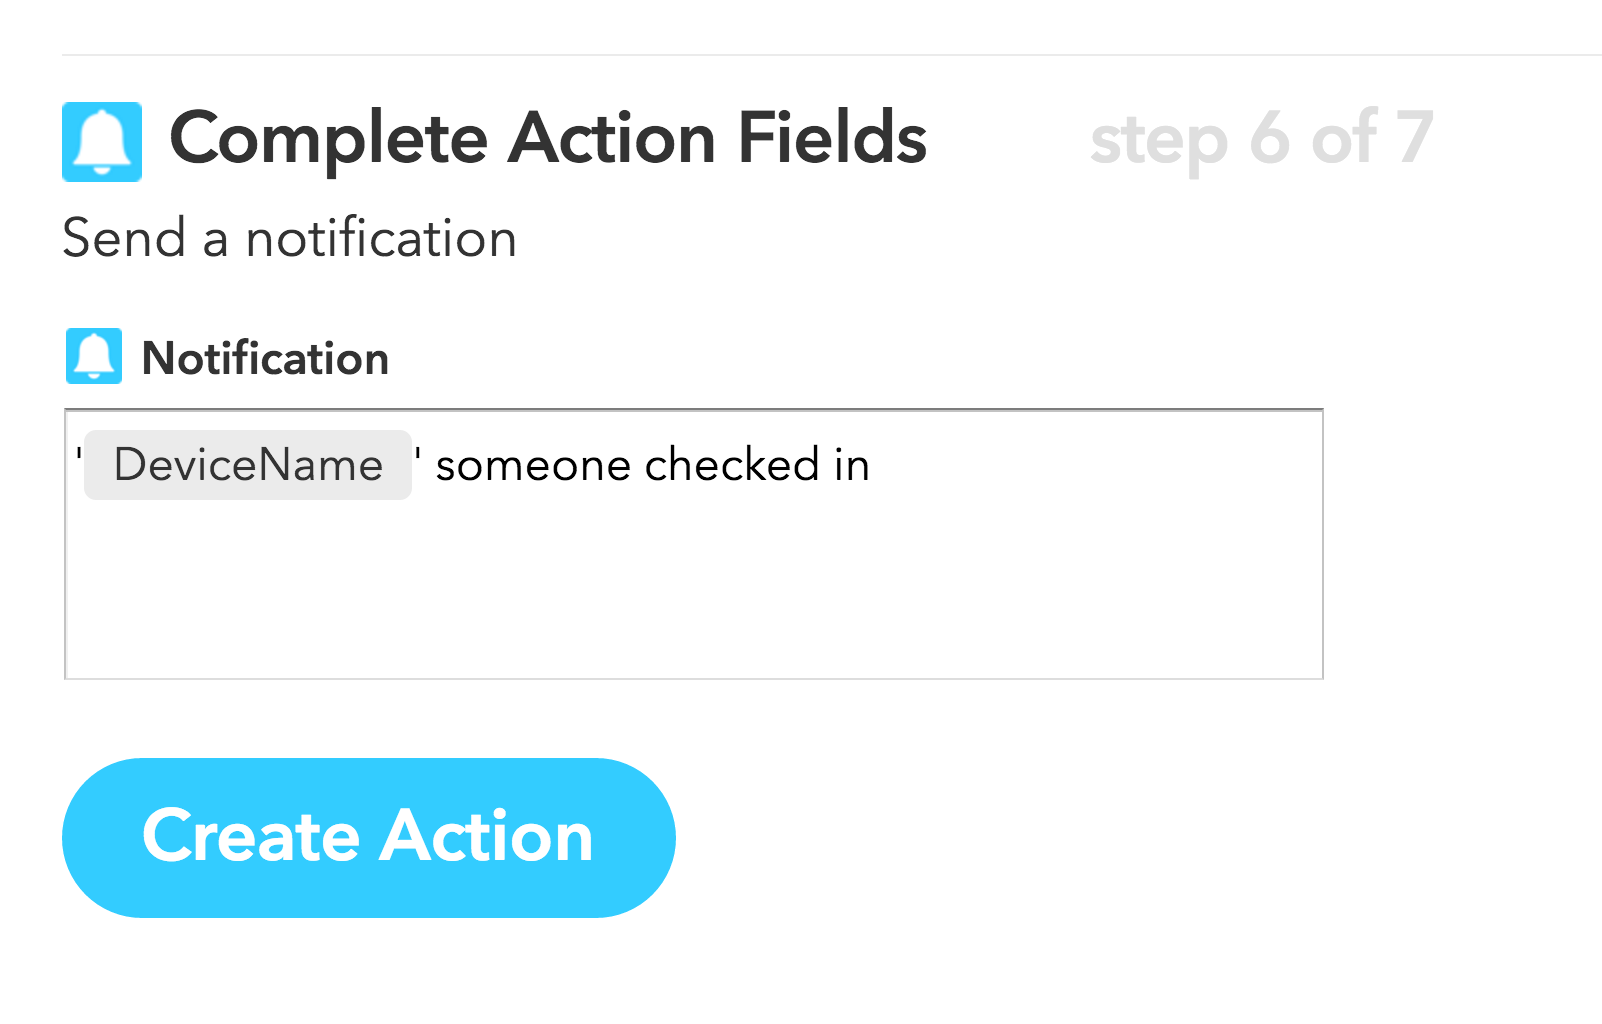 Complete Action Fields step 6 of 7
Send a notification
Notification
'DeviceName' someone checked in
Create Action